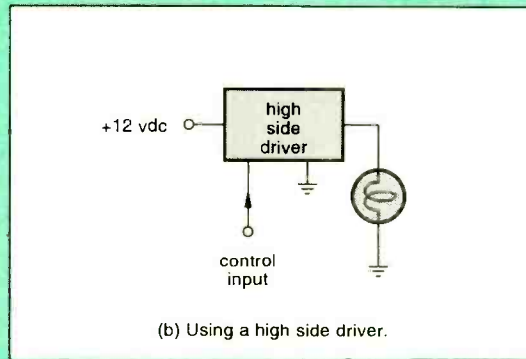 high
side
driver
+12 vdc
control
input
(b) Using a high side driver.